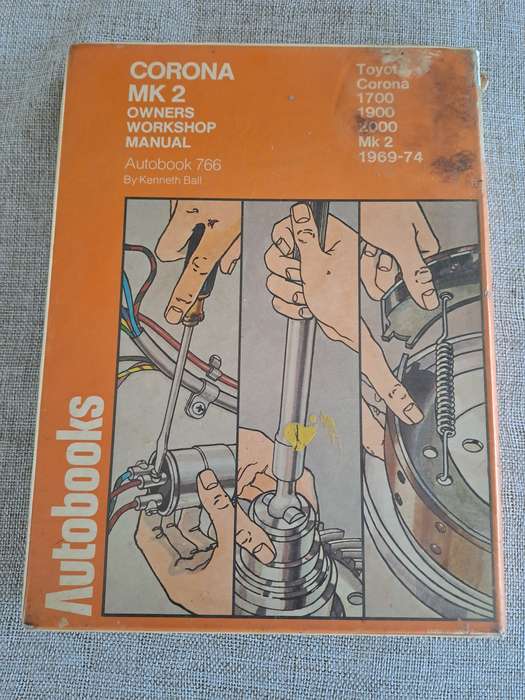 CORONA
MK 2
OWNERS
WORKSHOP
MANUAL
Autobook 766
By Kenneth Ball
Toyota
Corona
1700
1900
2000
Mk 2
1969-74
Autobooks